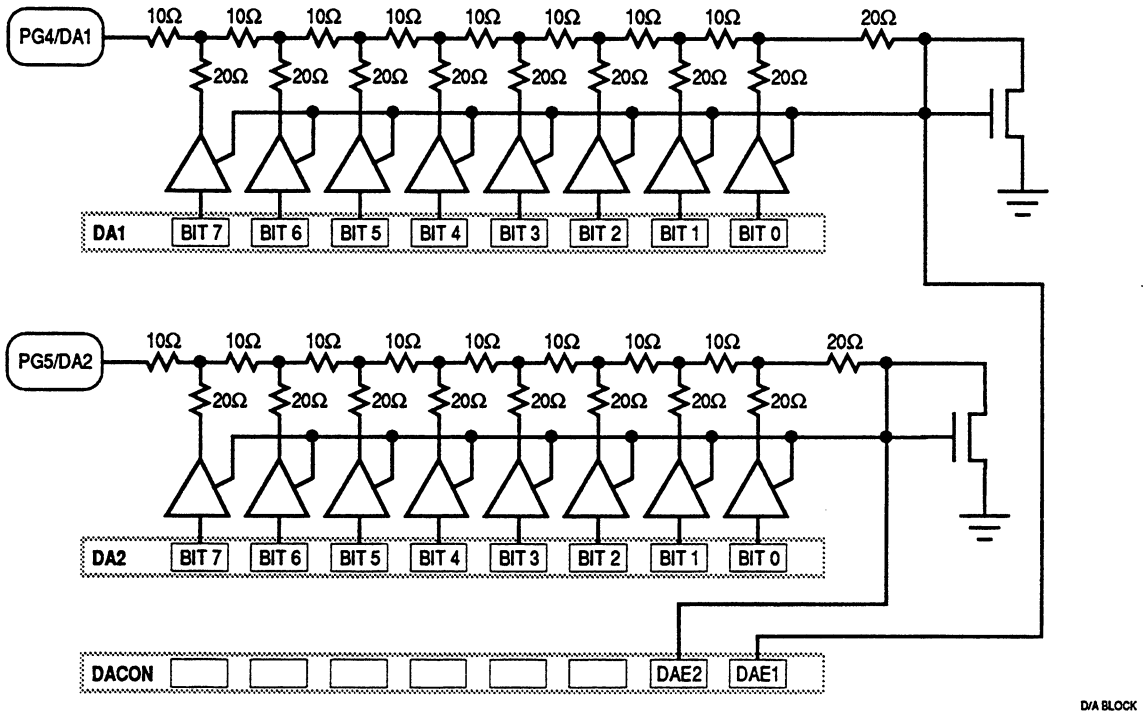 10Ω 10Ω 10Ω 10Ω 10Ω 10Ω 10Ω 10Ω 20Ω
PG4/DA1
20Ω 20Ω 20Ω 20Ω 20Ω 20Ω 20Ω 20Ω
DA1 BIT 7 BIT 6 BIT 5 BIT 4 BIT 3 BIT 2 BIT 1 BIT 0
10Ω 10Ω 10Ω 10Ω 10Ω 10Ω 10Ω 10Ω 20Ω
PG5/DA2
20Ω 20Ω 20Ω 20Ω 20Ω 20Ω 20Ω 20Ω
DA2 BIT 7 BIT 6 BIT 5 BIT 4 BIT 3 BIT 2 BIT 1 BIT 0
DACON DAE2 DAE1
D/A BLOCK